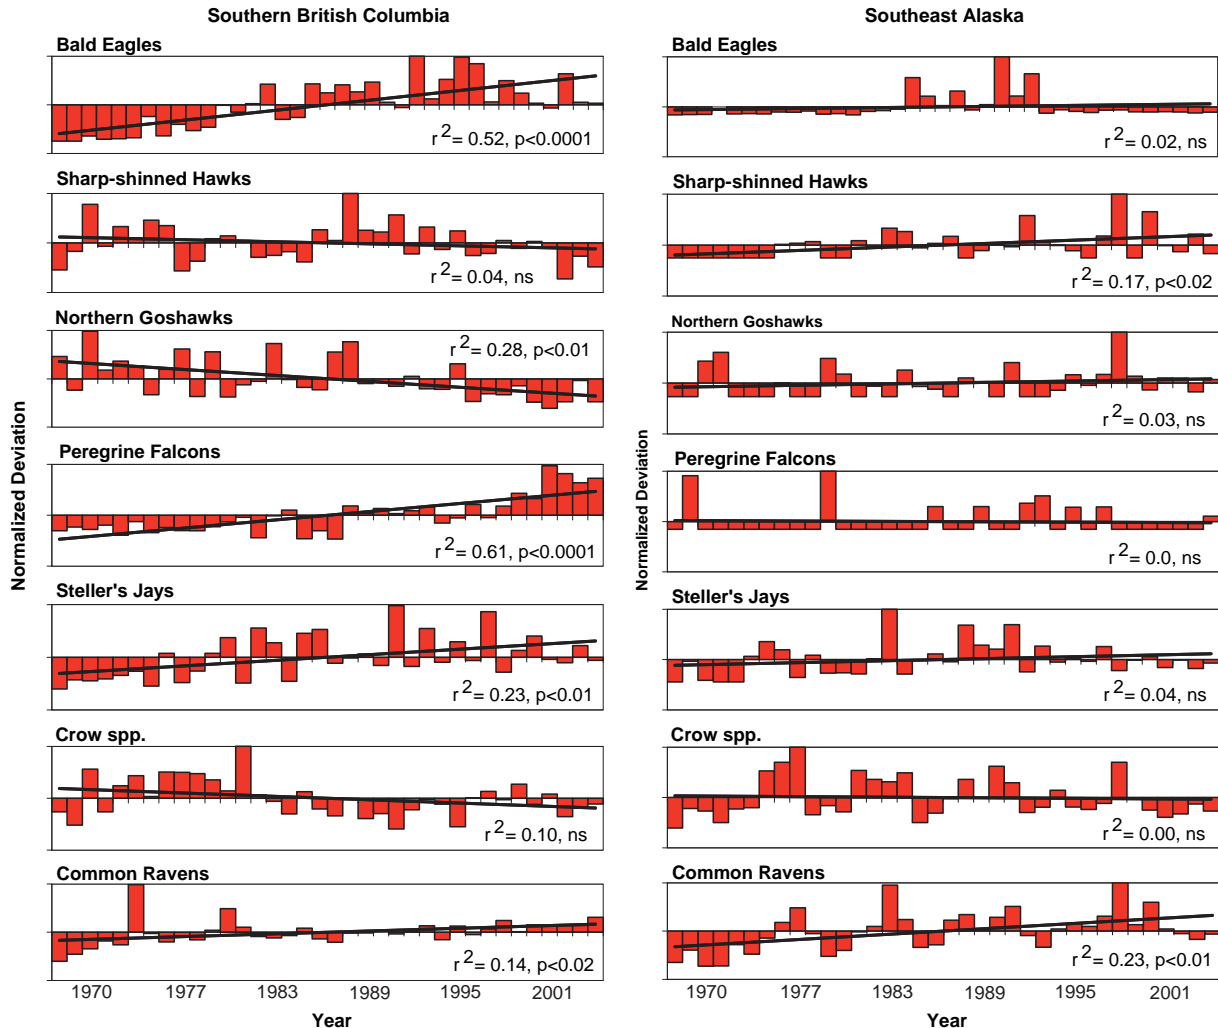 Southern British Columbia
Bald Eagles
r2= 0.52, p<0.0001
Sharp-shinned Hawks
r2= 0.04, ns
Northern Goshawks
r2= 0.28, p<0.01
Peregrine Falcons
r2= 0.61, p<0.0001
Steller's Jays
r2= 0.23, p<0.01
Crow spp.
r2= 0.10, ns
Common Ravens
r2= 0.14, p<0.02
Normalized Deviation
1970 1977 1983 1989 1995 2001
Year
Southeast Alaska
Bald Eagles
r2= 0.02, ns
Sharp-shinned Hawks
r2= 0.17, p<0.02
Northern Goshawks
r2= 0.03, ns
Peregrine Falcons
r2= 0.0, ns
Steller's Jays
r2= 0.04, ns
Crow spp.
r2= 0.00, ns
Common Ravens
r2= 0.23, p<0.01
Normalized Deviation
1970 1977 1983 1989 1995 2001
Year